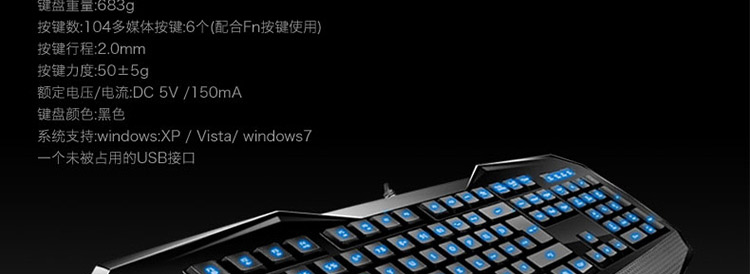 键盘重量:683g
按键数:104多媒体按键:6个(配合Fn按键使用)
按键行程:2.0mm
按键力度:50±5g
额定电压/电流:DC 5V /150mA
键盘颜色:黑色
系统支持:windows:XP / Vista/ windows7
一个未被占用的USB接口